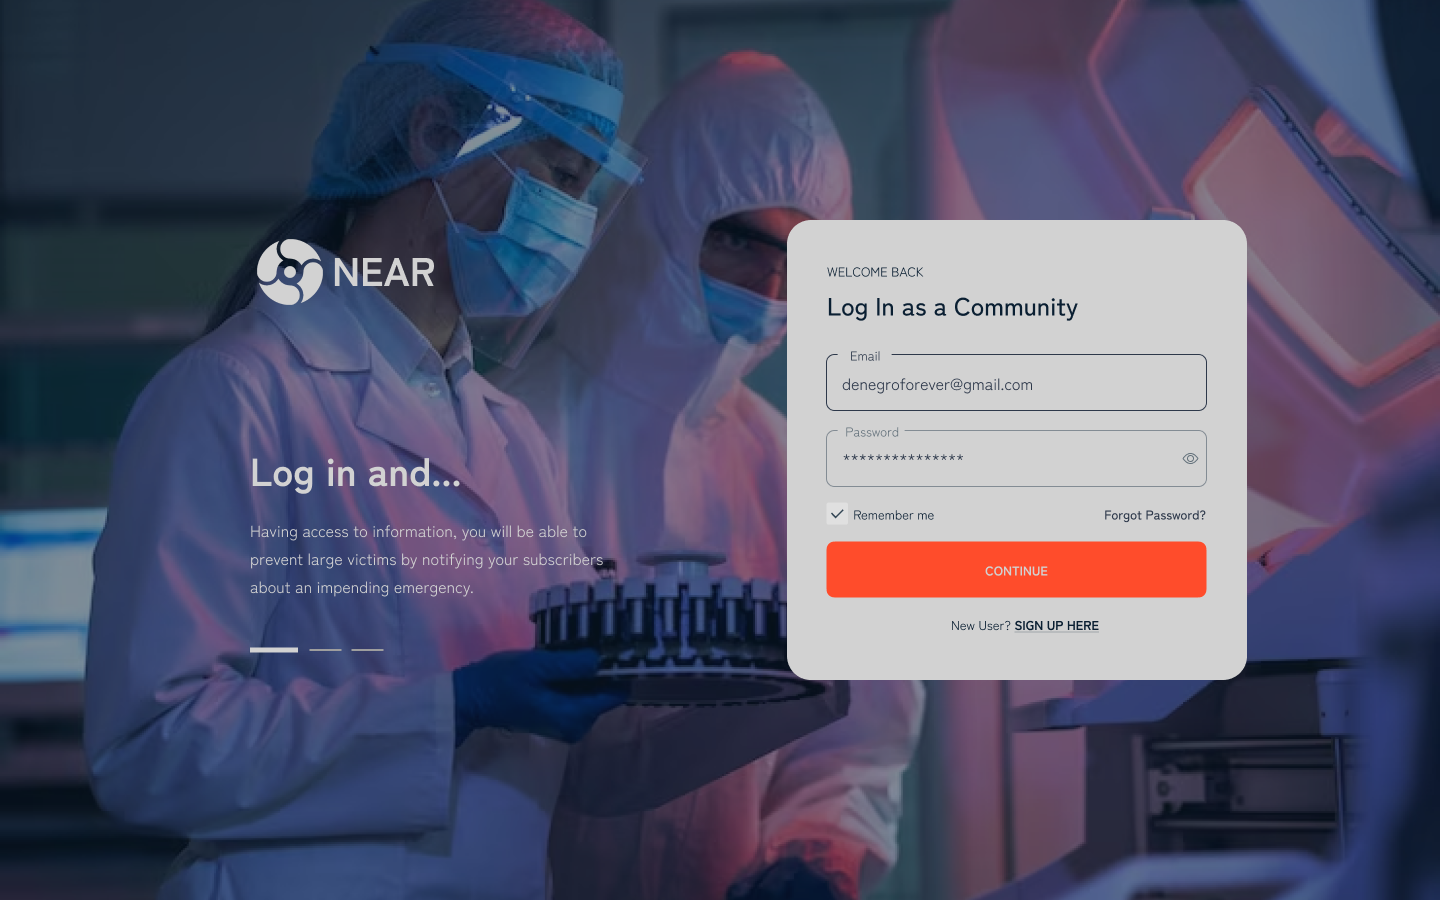 NEAR
Log in and...
Having access to information, you will be able to
prevent large victims by notifying your subscribers
about an impending emergency.
WELCOME BACK
Log In as a Community
Email
denegroforever@gmail.com
Password
***************
Remember me
Forgot Password?
CONTINUE
New User? SIGN UP HERE